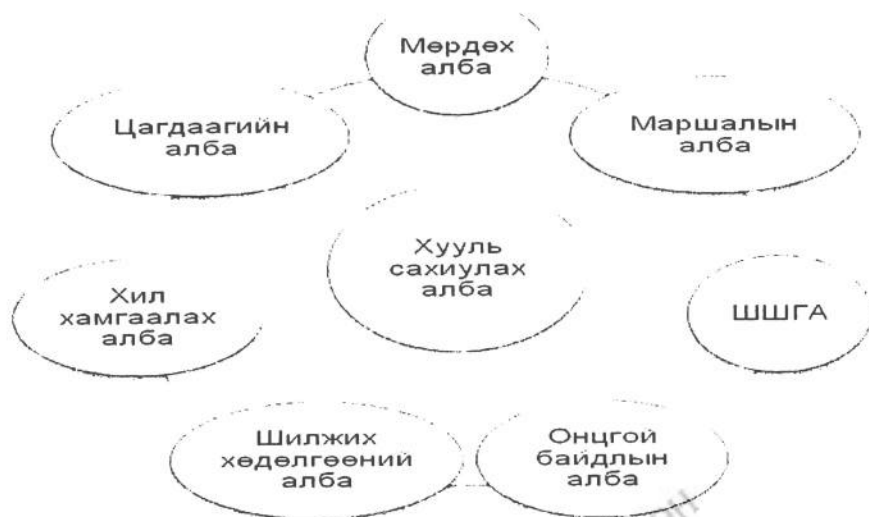 Мөрдөх
алба
Цагдаагийн
алба
Маршалын
алба
Хууль
сахиулах
алба
Хил
хамгаалах
алба
ШШГА
Шилжих
хөдөлгөөний
алба
Онцгой
байдлын
алба